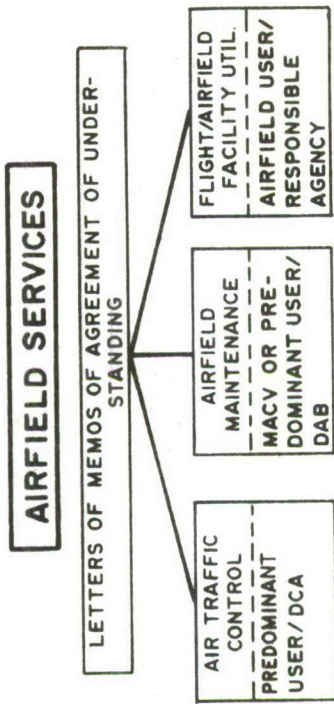 AIRFIELD SERVICES
LETTERS OF MEMOS OF AGREEMENT OF UNDER-
STANDING
AIR TRAFFIC
CONTROL
PREDOMINANT
USER/DCA
AIRFIELD
MAINTENANCE
MACV OR PRE-
DOMINANT USER/
DAB
FLIGHT/AIRFIELD
FACILITY UTIL.
AIRFIELD USER/
RESPONSIBLE
AGENCY